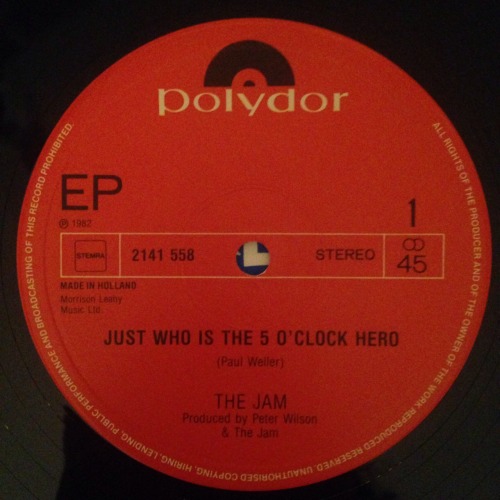 polydor
EP
℗ 1982
1
STEMRA
2141 558
STEREO
45
MADE IN HOLLAND
Morrison Leahy
Music Ltd.
JUST WHO IS THE 5 O'CLOCK HERO
(Paul Weller)
THE JAM
Produced by Peter Wilson
& The Jam
ALL RIGHTS OF THE PRODUCER AND OF THE OWNER OF THE WORK REPRODUCED RESERVED. UNAUTHORISED COPYING, HIRING, LENDING, PUBLIC PERFORMANCE AND BROADCASTING OF THIS RECORD PROHIBITED.